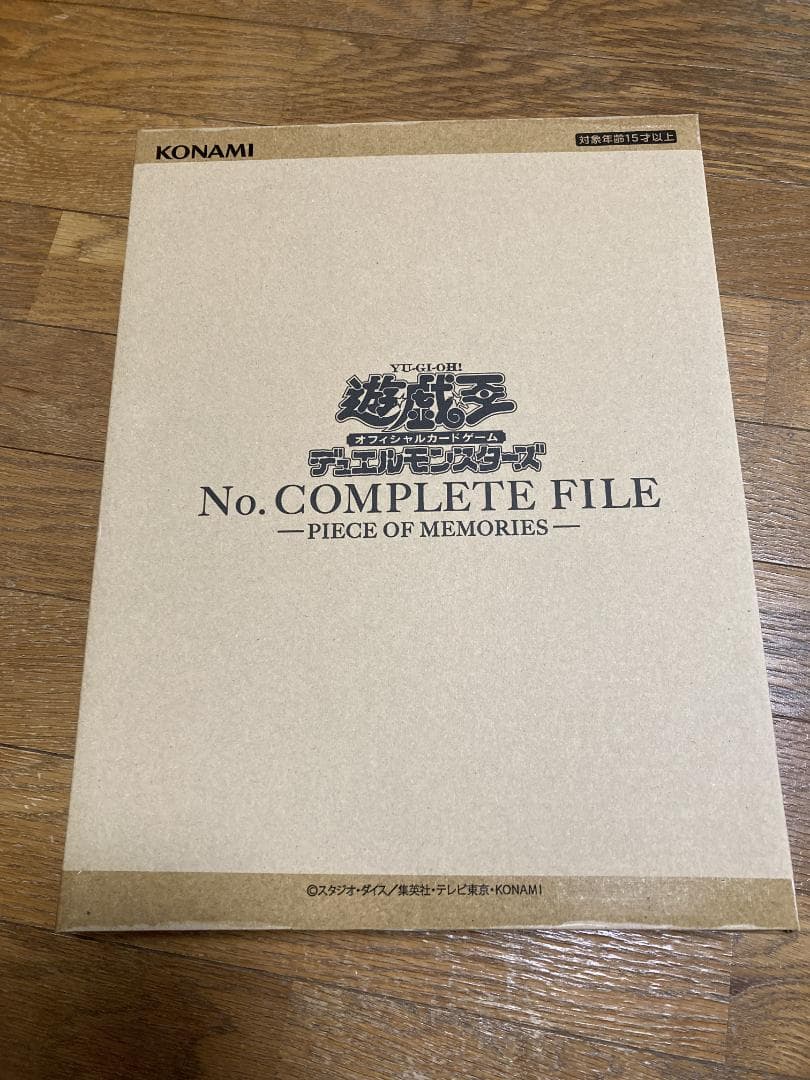 KONAMI
対象年齢15才以上
YU-GI-OH!
遊☆戯☆王
オフィシャルカードゲーム
デュエルモンスターズ
No. COMPLETE FILE
—PIECE OF MEMORIES—
©スタジオ・ダイス/集英社・テレビ東京・KONAMI